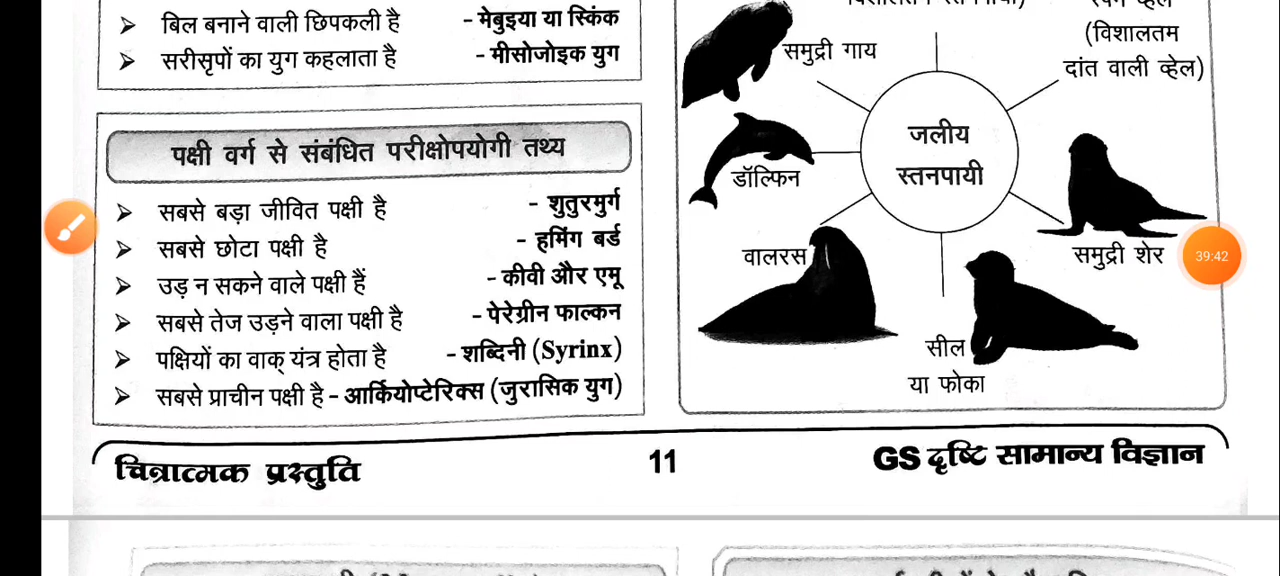 ➤ बिल बनाने वाली छिपकली है - मेबुइया या स्किंक
➤ सरीसृपों का युग कहलाता है - मीसोजोइक युग
पक्षी वर्ग से संबंधित परीक्षोपयोगी तथ्य
➤ सबसे बड़ा जीवित पक्षी है - शुतुरमुर्ग
➤ सबसे छोटा पक्षी है - हमिंग बर्ड
➤ उड़ न सकने वाले पक्षी हैं - कीवी और एमू
➤ सबसे तेज उड़ने वाला पक्षी है - पेरेग्रीन फाल्कन
➤ पक्षियों का वाक् यंत्र होता है - शब्दिनी (Syrinx)
➤ सबसे प्राचीन पक्षी है - आर्कियोप्टेरिक्स (जुरासिक युग)
(विशालतम
दांत वाली व्हेल)
समुद्री गाय
जलीय
स्तनपायी
डॉल्फिन
वालरस
समुद्री शेर
39:42
सील
या फोका
चित्रात्मक प्रस्तुति
11
GS दृष्टि सामान्य विज्ञान